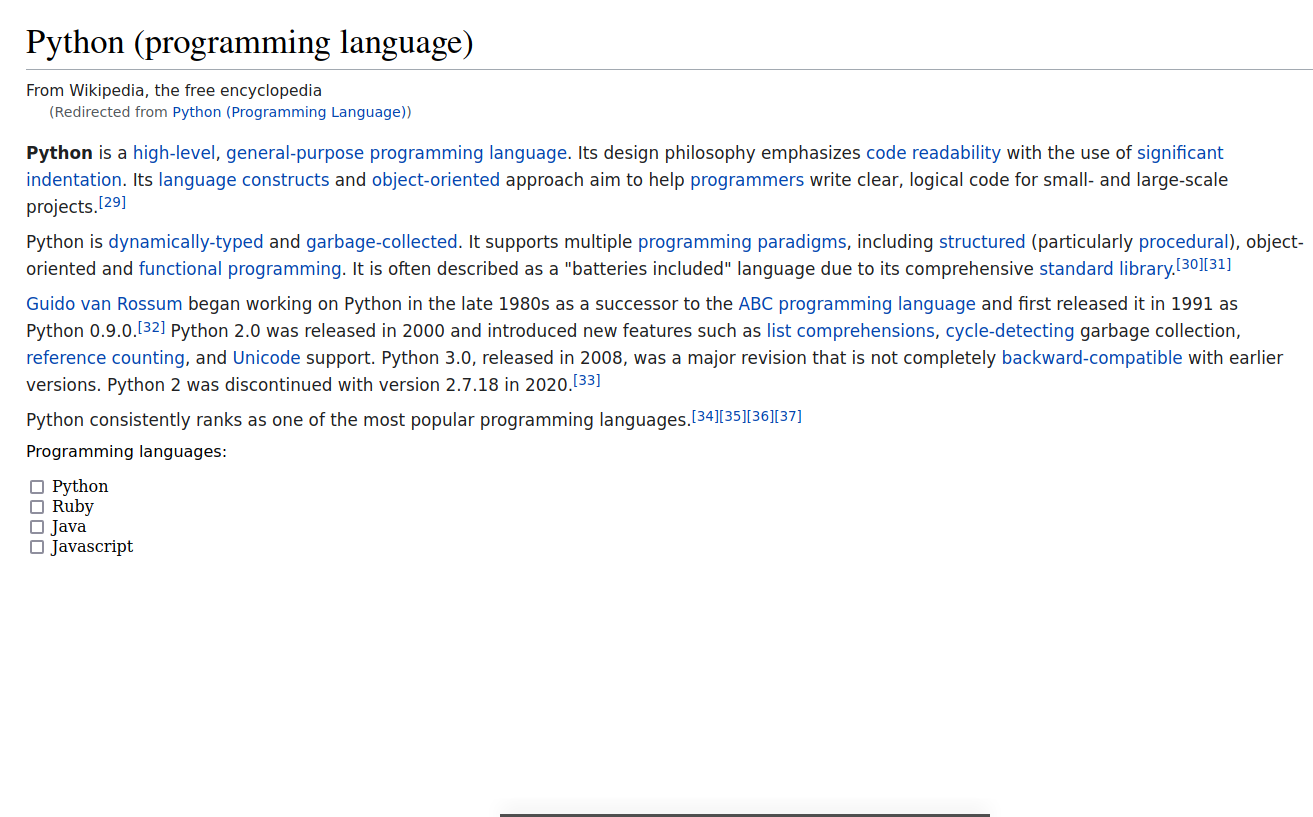 Python (programming language)
From Wikipedia, the free encyclopedia
(Redirected from Python (Programming Language))
Python is a high-level, general-purpose programming language. Its design philosophy emphasizes code readability with the use of significant
indentation. Its language constructs and object-oriented approach aim to help programmers write clear, logical code for small- and large-scale
projects.[29]
Python is dynamically-typed and garbage-collected. It supports multiple programming paradigms, including structured (particularly procedural), object-
oriented and functional programming. It is often described as a "batteries included" language due to its comprehensive standard library.[30][31]
Guido van Rossum began working on Python in the late 1980s as a successor to the ABC programming language and first released it in 1991 as
Python 0.9.0.[32] Python 2.0 was released in 2000 and introduced new features such as list comprehensions, cycle-detecting garbage collection,
reference counting, and Unicode support. Python 3.0, released in 2008, was a major revision that is not completely backward-compatible with earlier
versions. Python 2 was discontinued with version 2.7.18 in 2020.[33]
Python consistently ranks as one of the most popular programming languages.[34][35][36][37]
Programming languages:
Python
Ruby
Java
Javascript